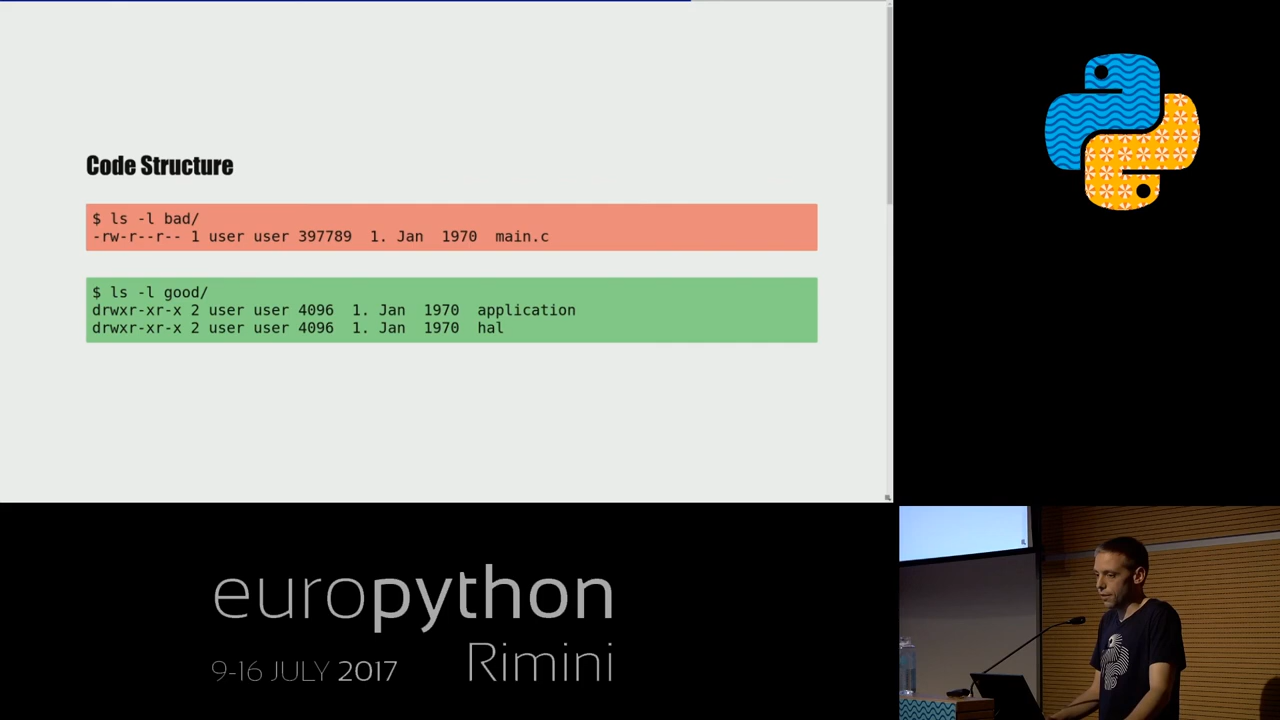 Code Structure
$ ls -l bad/
-rw-r--r-- 1 user user 397789  1. Jan  1970  main.c
$ ls -l good/
drwxr-xr-x 2 user user 4096  1. Jan  1970  application
drwxr-xr-x 2 user user 4096  1. Jan  1970  hal
europython
Rimini
9-16 JULY 2017